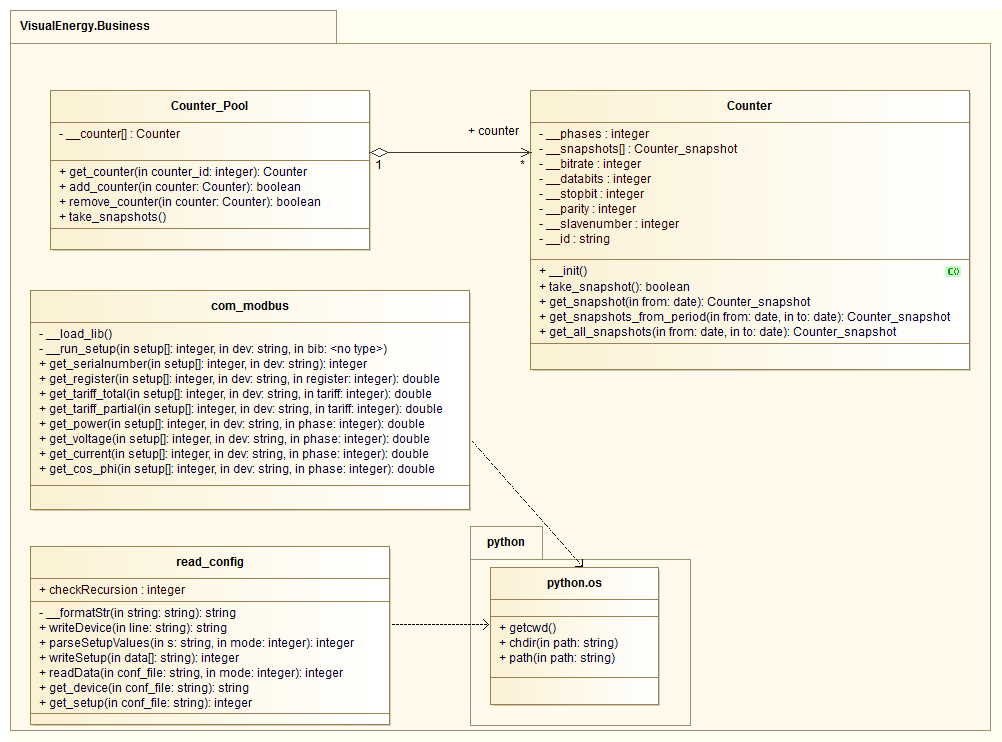 VisualEnergy.Business
Counter_Pool
- __counter[] : Counter
+ get_counter(in counter_id: integer): Counter
+ add_counter(in counter: Counter): boolean
+ remove_counter(in counter: Counter): boolean
+ take_snapshots()
+ counter
1
*
Counter
- __phases : integer
- __snapshots[] : Counter_snapshot
- __bitrate : integer
- __databits : integer
- __stopbit : integer
- __parity : integer
- __slavenumber : integer
- __id : string
+ __init()
C()
+ take_snapshot(): boolean
+ get_snapshot(in from: date): Counter_snapshot
+ get_snapshots_from_period(in from: date, in to: date): Counter_snapshot
+ get_all_snapshots(in from: date, in to: date): Counter_snapshot
com_modbus
- __load_lib()
- __run_setup(in setup[]: integer, in dev: string, in bib: <no type>)
+ get_serialnumber(in setup[]: integer, in dev: string): integer
+ get_register(in setup[]: integer, in dev: string, in register: integer): double
+ get_tariff_total(in setup[]: integer, in dev: string, in tariff: integer): double
+ get_tariff_partial(in setup[]: integer, in dev: string, in tariff: integer): double
+ get_power(in setup[]: integer, in dev: string, in phase: integer): double
+ get_voltage(in setup[]: integer, in dev: string, in phase: integer): double
+ get_current(in setup[]: integer, in dev: string, in phase: integer): double
+ get_cos_phi(in setup[]: integer, in dev: string, in phase: integer): double
read_config
+ checkRecursion : integer
- __formatStr(in string: string): string
+ writeDevice(in line: string): string
+ parseSetupValues(in s: string, in mode: integer): integer
+ writeSetup(in data[]: string): integer
+ readData(in conf_file: string, in mode: integer): integer
+ get_device(in conf_file: string): string
+ get_setup(in conf_file: string): integer
python
python.os
+ getcwd()
+ chdir(in path: string)
+ path(in path: string)